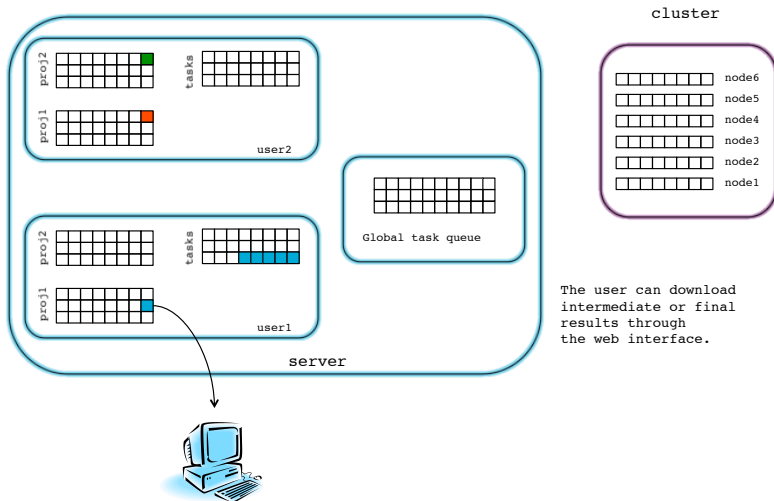 cluster
proj2
tasks
proj1
user2
node6
node5
node4
node3
node2
node1
Global task queue
proj2
tasks
proj1
user1
server
The user can download
intermediate or final
results through
the web interface.